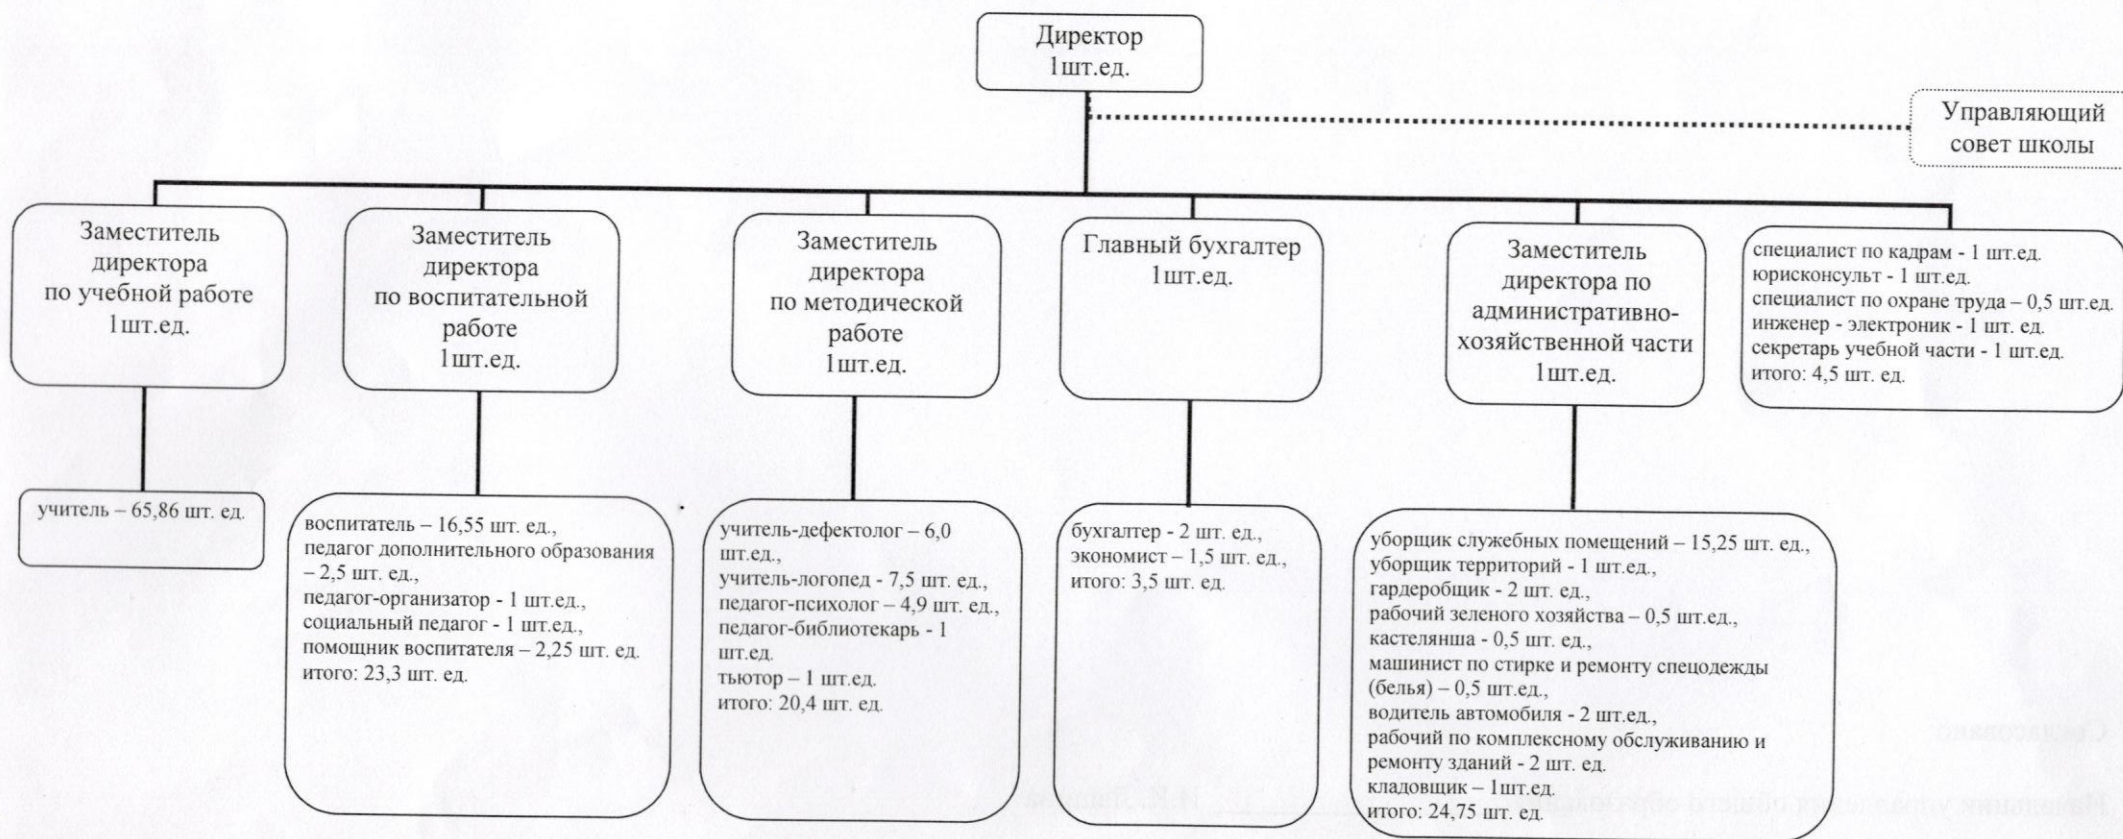 Директор
1шт.ед.
Управляющий
совет школы
Заместитель
директора
по учебной работе
1шт.ед.
Заместитель
директора
по воспитательной
работе
1шт.ед.
Заместитель
директора
по методической
работе
1шт.ед.
Главный бухгалтер
1шт.ед.
Заместитель
директора по
административно-
хозяйственной части
1шт.ед.
специалист по кадрам - 1 шт.ед.
юрисконсульт - 1 шт.ед.
специалист по охране труда – 0,5 шт.ед.
инженер - электроник - 1 шт. ед.
секретарь учебной части - 1 шт.ед.
итого: 4,5 шт. ед.
учитель – 65,86 шт. ед.
воспитатель – 16,55 шт. ед.,
педагог дополнительного образования
– 2,5 шт. ед.,
педагог-организатор - 1 шт.ед.,
социальный педагог - 1 шт.ед.,
помощник воспитателя – 2,25 шт. ед.
итого: 23,3 шт. ед.
учитель-дефектолог – 6,0
шт.ед.,
учитель-логопед - 7,5 шт. ед.,
педагог-психолог – 4,9 шт. ед.,
педагог-библиотекарь - 1
шт.ед.
тьютор – 1 шт.ед.
итого: 20,4 шт. ед.
бухгалтер - 2 шт. ед.,
экономист – 1,5 шт. ед.,
итого: 3,5 шт. ед.
уборщик служебных помещений – 15,25 шт. ед.,
уборщик территорий - 1 шт.ед.,
гардеробщик - 2 шт. ед.,
рабочий зеленого хозяйства – 0,5 шт.ед.,
кастелянша - 0,5 шт. ед.,
машинист по стирке и ремонту спецодежды
(белья) – 0,5 шт.ед.,
водитель автомобиля - 2 шт.ед.,
рабочий по комплексному обслуживанию и
ремонту зданий - 2 шт. ед.
кладовщик – 1шт.ед.
итого: 24,75 шт. ед.